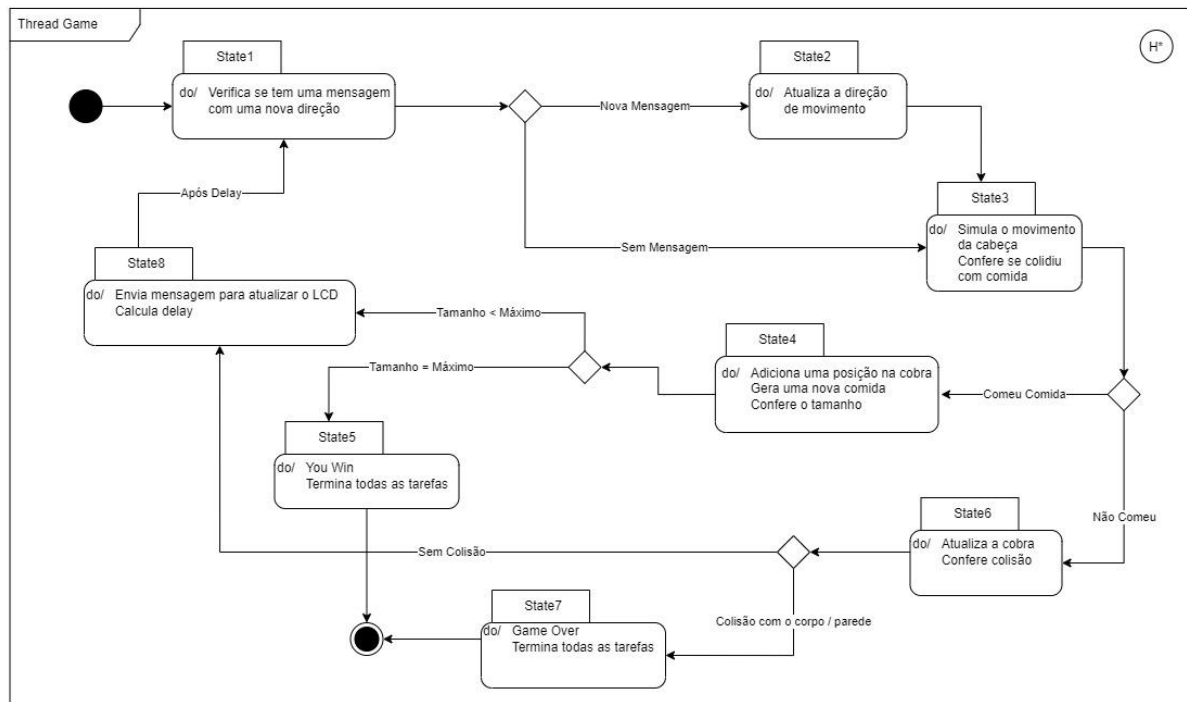 Thread Game
H*
State1
do/ Verifica se tem uma mensagem
com uma nova direção
Nova Mensagem
State2
do/ Atualiza a direção
de movimento
Após Delay
Sem Mensagem
State3
do/ Simula o movimento
da cabeça
Confere se colidiu
com comida
State8
do/ Envia mensagem para atualizar o LCD
Calcula delay
Tamanho < Máximo
State4
do/ Adiciona uma posição na cobra
Gera uma nova comida
Confere o tamanho
Tamanho = Máximo
Comeu Comida
State5
do/ You Win
Termina todas as tarefas
State6
do/ Atualiza a cobra
Confere colisão
Não Comeu
Sem Colisão
State7
do/ Game Over
Termina todas as tarefas
Colisão com o corpo / parede